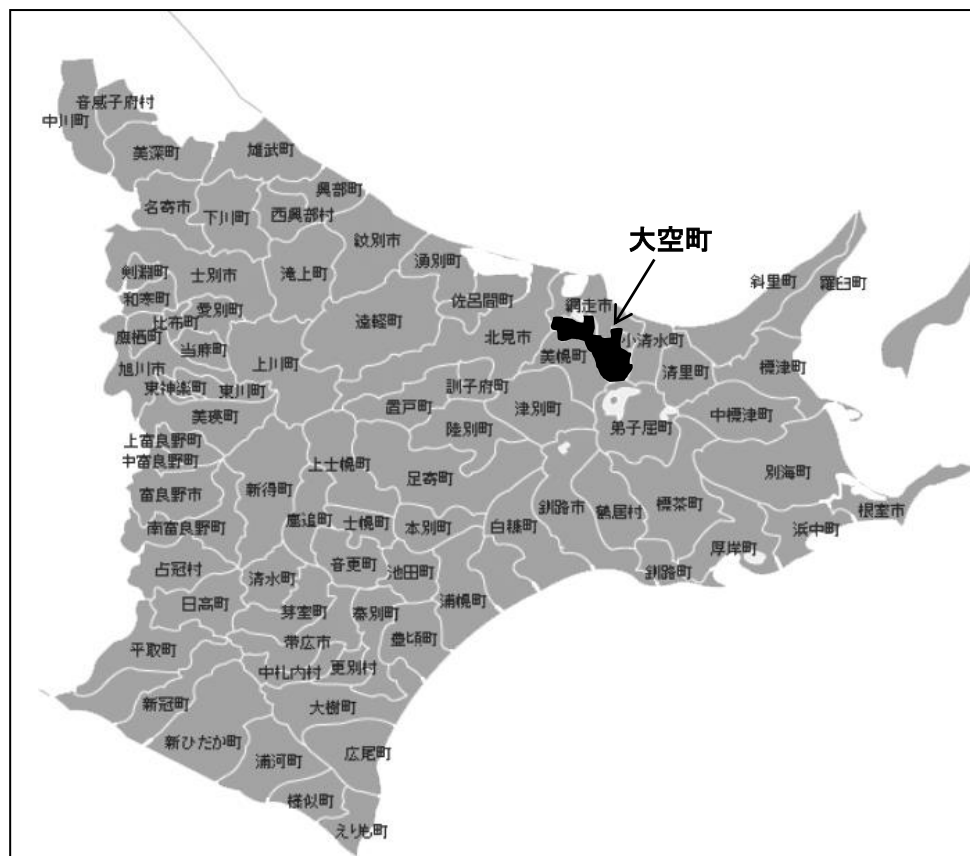 音威子府村
中川町
美深町
雄武町
興部町
名寄市
下川町
西興部村
紋別市
大空町
湧別町
剣淵町
士別市
滝上町
斜里町
羅臼町
和寒町
愛別町
佐呂間町
網走市
比布町
遠軽町
北見市
小清水町
鷹栖町
当麻町
美幌町
旭川市
上川町
清里町
標津町
東神楽町
東川町
訓子府町
置戸町
津別町
中標津町
美瑛町
陸別町
弟子屈町
上富良野町
中富良野町
上士幌町
足寄町
別海町
富良野市
新得町
釧路市
鶴居村
標茶町
根室市
南富良野町
鹿追町
士幌町
本別町
白糠町
浜中町
厚岸町
占冠村
清水町
音更町
池田町
釧路町
日高町
芽室町
幕別町
浦幌町
平取町
帯広市
豊頃町
中札内村
更別村
新冠町
大樹町
新ひだか町
浦河町
広尾町
様似町
えりも町